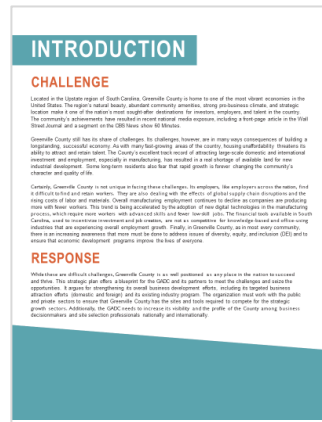 INTRODUCTION
CHALLENGE
Located in the Upstate region of South Carolina, Greenville County is home to one of the most vibrant economies in the
United States. The region's natural beauty, abundant community amenities, strong pro-business climate, and strategic
location make it one of the nation's most sought-after destinations for investors, employers, and talent in the country.
The community's achievements have resulted in recent national media exposure, including a front-page article in the Wall
Street Journal and a segment on the CBS News show 60 Minutes.
Greenville County still has its share of challenges. Its challenges, however, are in many ways consequences of building a
longstanding, successful economy. As with many fast-growing areas of the country, housing unaffordability threatens its
ability to attract and retain talent. The County's excellent track record of attracting large-scale domestic and international
investment and employment, especially in manufacturing, has resulted in a real shortage of available land for new
industrial development. Some long-term residents also fear that rapid growth is forever changing the community's
character and quality of life.
Certainly, Greenville County is not unique in facing these challenges. Its employers, like employers across the nation, find
it difficult to find and retain workers. They are also dealing with the effects of global supply chain disruptions and the
rising costs of labor and materials. Overall manufacturing employment continues to decline as companies are producing
more with fewer workers. This trend is being accelerated by the adoption of new digital technologies in the manufacturing
process, which require more workers with advanced skills and fewer low-skill jobs. The financial tools available in South
Carolina, used to incentivize investment and job creation, are not as competitive for knowledge-based and office-using
industries that are experiencing overall employment growth. Finally, in Greenville County, as in most every community,
there is an increasing awareness that more must be done to address issues of diversity, equity, and inclusion (DEI) and to
ensure that economic development programs improve the lives of everyone.
RESPONSE
While these are difficult challenges, Greenville County is as well positioned as any place in the nation to succeed
and thrive. This strategic plan offers a blueprint for the GADC and its partners to meet the challenges and seize the
opportunities. It argues for strengthening its overall business development efforts, including its targeted business
attraction efforts (domestic and foreign) and its existing industry program. The organization must work with the public
and private sectors to ensure that Greenville County has the sites and tools required to compete for the strategic
growth sectors. Additionally, the GADC needs to increase its visibility and the profile of the County among business
decisionmakers and site selection professionals nationally and internationally.